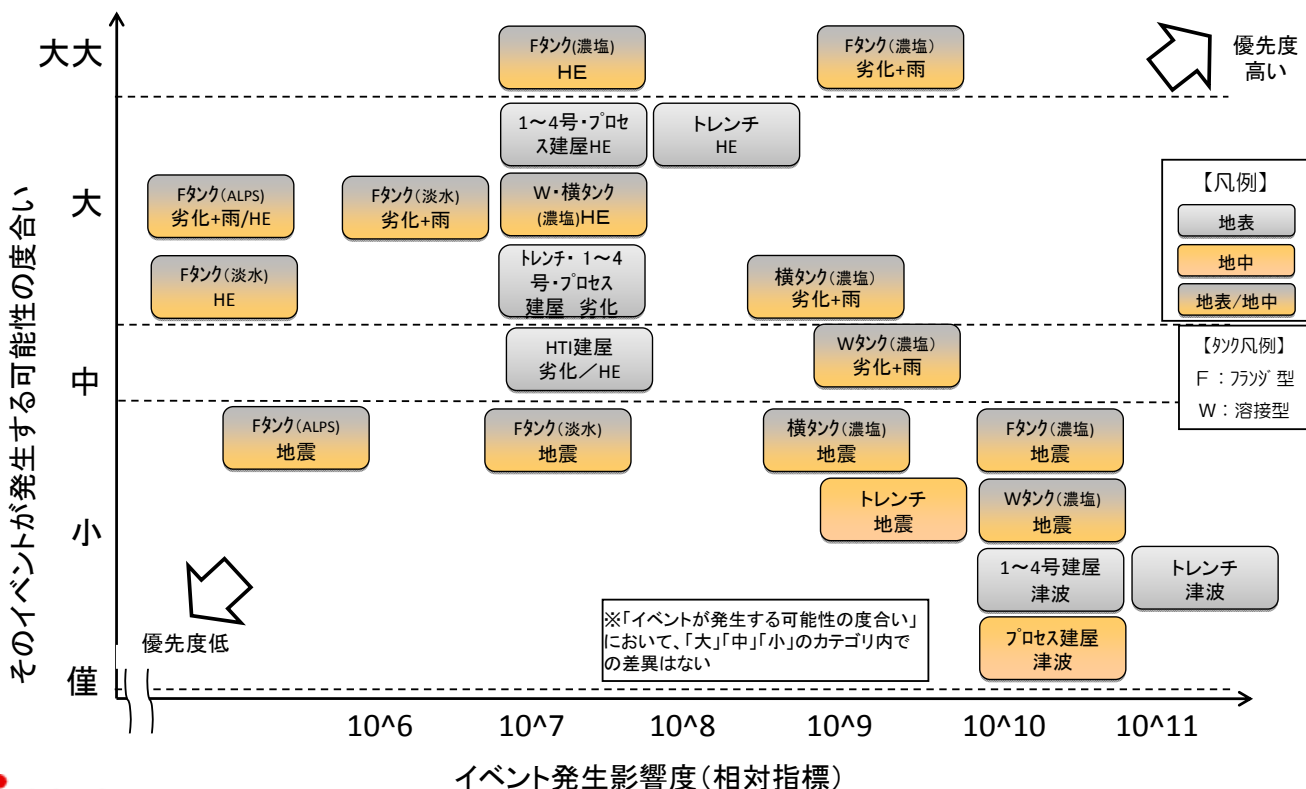 大大
Fタンク(濃塩)
HE
Fタンク(濃塩)
劣化+雨
優先度
高い
1～4号・プロセ
ス建屋HE
トレンチ
HE
【凡例】
地表
地中
地表/地中
そのイベントが発生する可能性の度合い
大
Fタンク(ALPS)
劣化+雨/HE
Fタンク(淡水)
劣化+雨
W・横タンク
(濃塩)HE
Fタンク(淡水)
HE
トレンチ・1～4
号・プロセス
建屋 劣化
横タンク(濃塩)
劣化+雨
中
HTI建屋
劣化／HE
Wタンク(濃塩)
劣化+雨
【タンク凡例】
F：フランジ型
W：溶接型
Fタンク(ALPS)
地震
Fタンク(淡水)
地震
横タンク(濃塩)
地震
Fタンク(濃塩)
地震
小
トレンチ
地震
Wタンク(濃塩)
地震
1～4号建屋
津波
トレンチ
津波
優先度低
※「イベントが発生する可能性の度合い」
において、「大」「中」「小」のカテゴリ内で
の差異はない
プロセス建屋
津波
僅
10^6
10^7
10^8
10^9
10^10
10^11
イベント発生影響度(相対指標)